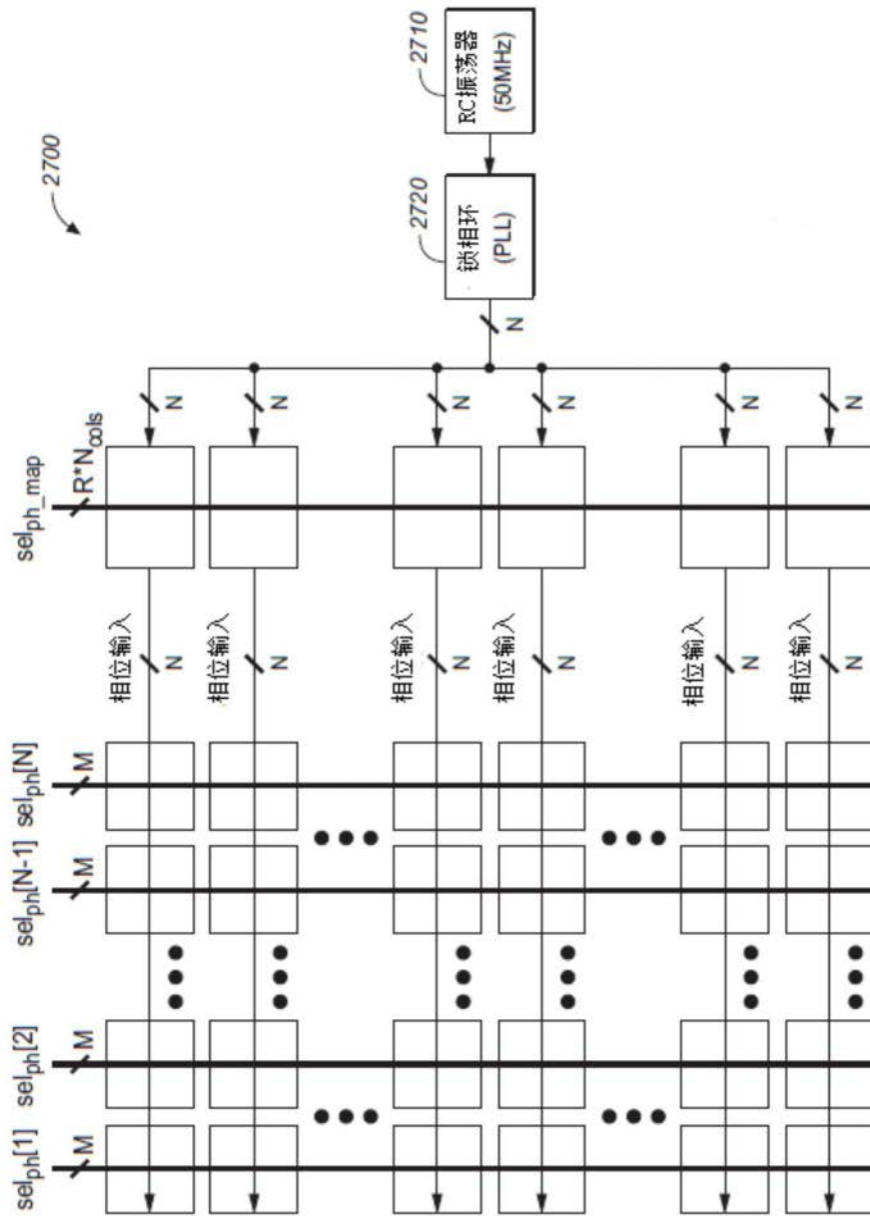 sel_ph[1] sel_ph[2] sel_ph[N-1] sel_ph[N] sel_ph_map
2700
M M M M R*N_cols
相位输入
N N
相位输入
N N
相位输入
N N
2720 2710
锁相环 RC振荡器
(PLL) (50MHz)
N
相位输入
N N
相位输入
N N
相位输入
N N